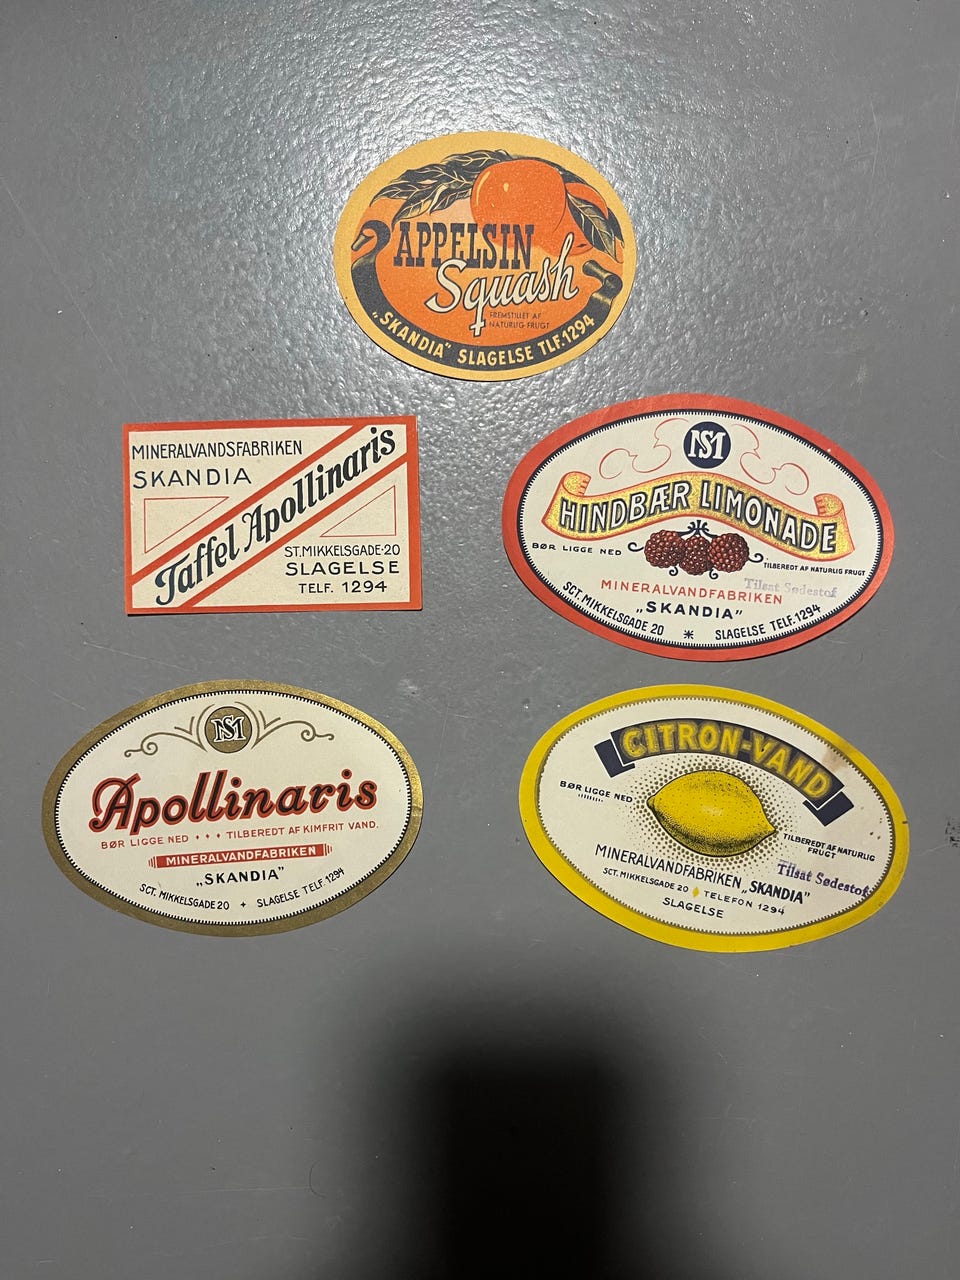 APPELSIN
Squash
FREMSTILLET AF
NATURLIG FRUGT
„SKANDIA" SLAGELSE TLF. 1294
MINERALVANDSFABRIKEN
SKANDIA
Taffel Apollinaris
ST. MIKKELSGADE·20
SLAGELSE
TELF. 1294
MS
HINDBÆR LIMONADE
BØR LIGGE NED
TILBEREDT AF NATURLIG FRUGT
Tilsat Sødestof
MINERALVANDFABRIKEN
„SKANDIA"
SCT. MIKKELSGADE 20 * SLAGELSE TELF. 1294
MS
Apollinaris
BØR LIGGE NED ♦ ♦ ♦ TILBEREDT AF KIMFRIT VAND.
MINERALVANDFABRIKEN
„SKANDIA"
SCT. MIKKELSGADE 20 + SLAGELSE TELF. 1294
CITRON-VAND
BØR LIGGE NED
TILBEREDT AF NATURLIG
FRUGT
Tilsat Sødestof
MINERALVANDFABRIKEN „SKANDIA"
SCT. MIKKELSGADE 20 ♦ TELEFON 1294
SLAGELSE